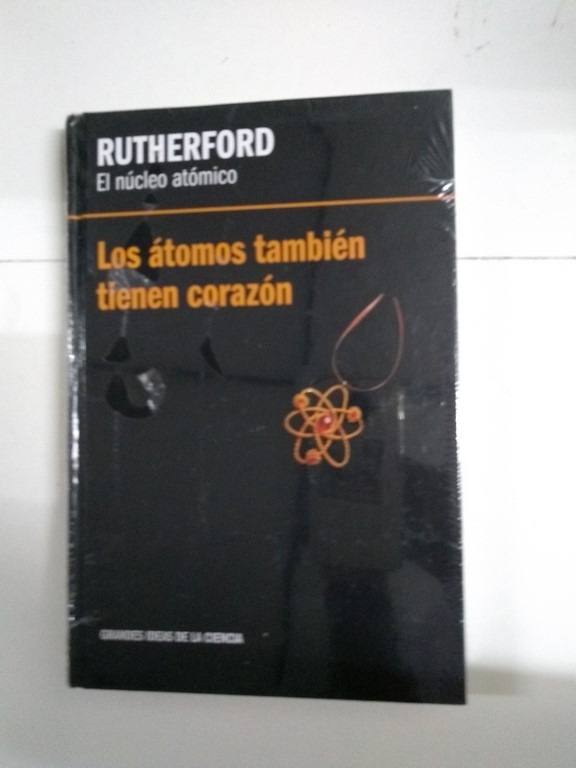 RUTHERFORD
El núcleo atómico
Los átomos también
tienen corazón
GRANDES IDEAS DE LA CIENCIA